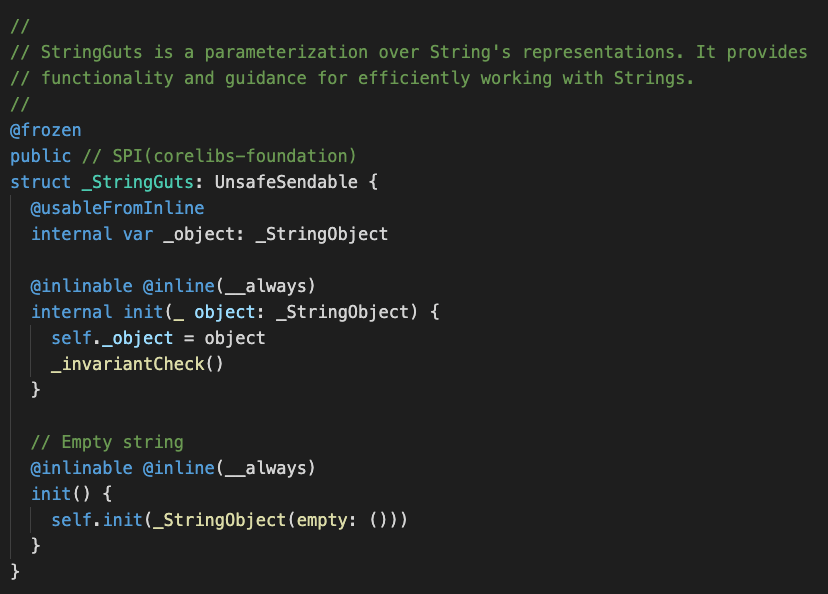 //
// StringGuts is a parameterization over String's representations. It provides
// functionality and guidance for efficiently working with Strings.
//
@frozen
public // SPI(corelibs-foundation)
struct _StringGuts: UnsafeSendable {
  @usableFromInline
  internal var _object: _StringObject

  @inlinable @inline(__always)
  internal init(_ object: _StringObject) {
    self._object = object
    _invariantCheck()
  }

  // Empty string
  @inlinable @inline(__always)
  init() {
    self.init(_StringObject(empty: ()))
  }
}